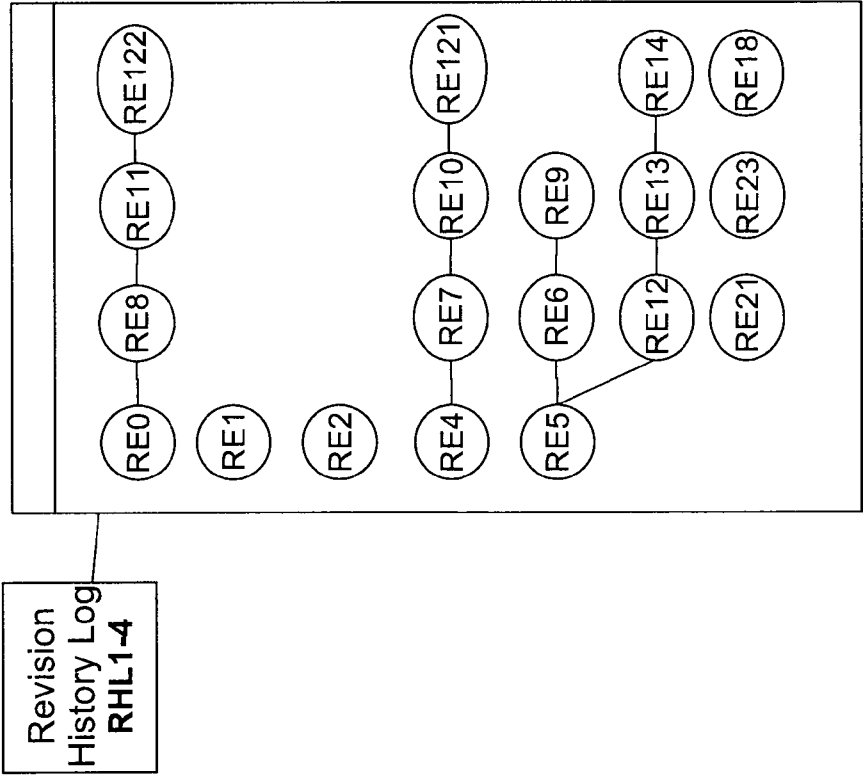 Revision
History Log
RHL1-4
RE0
RE8
RE11
RE122
RE1
RE2
RE4
RE7
RE10
RE121
RE5
RE6
RE9
RE12
RE13
RE14
RE21
RE23
RE18